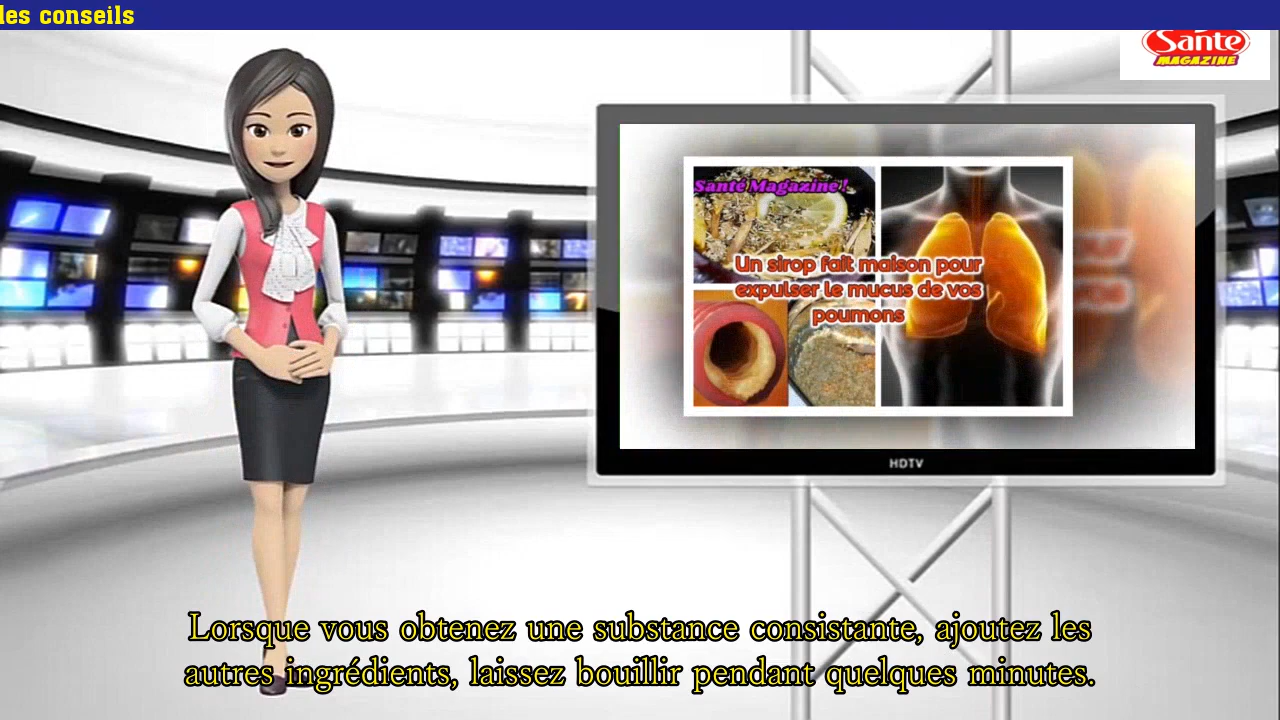 les conseils
Santé
MAGAZINE
Santé Magazine !
Un sirop fait maison pour
expulser le mucus de vos
poumons
HDTV
Lorsque vous obtenez une substance consistante, ajoutez les
autres ingrédients, laissez bouillir pendant quelques minutes.